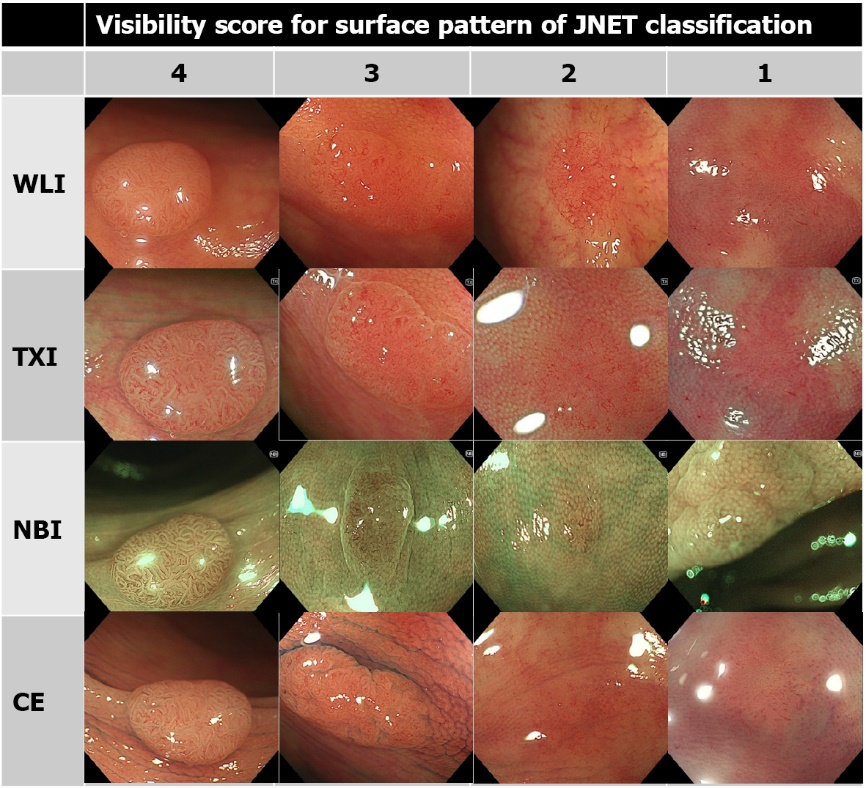 Visibility score for surface pattern of JNET classification
4 3 2 1
WLI
TXI
NBI
CE